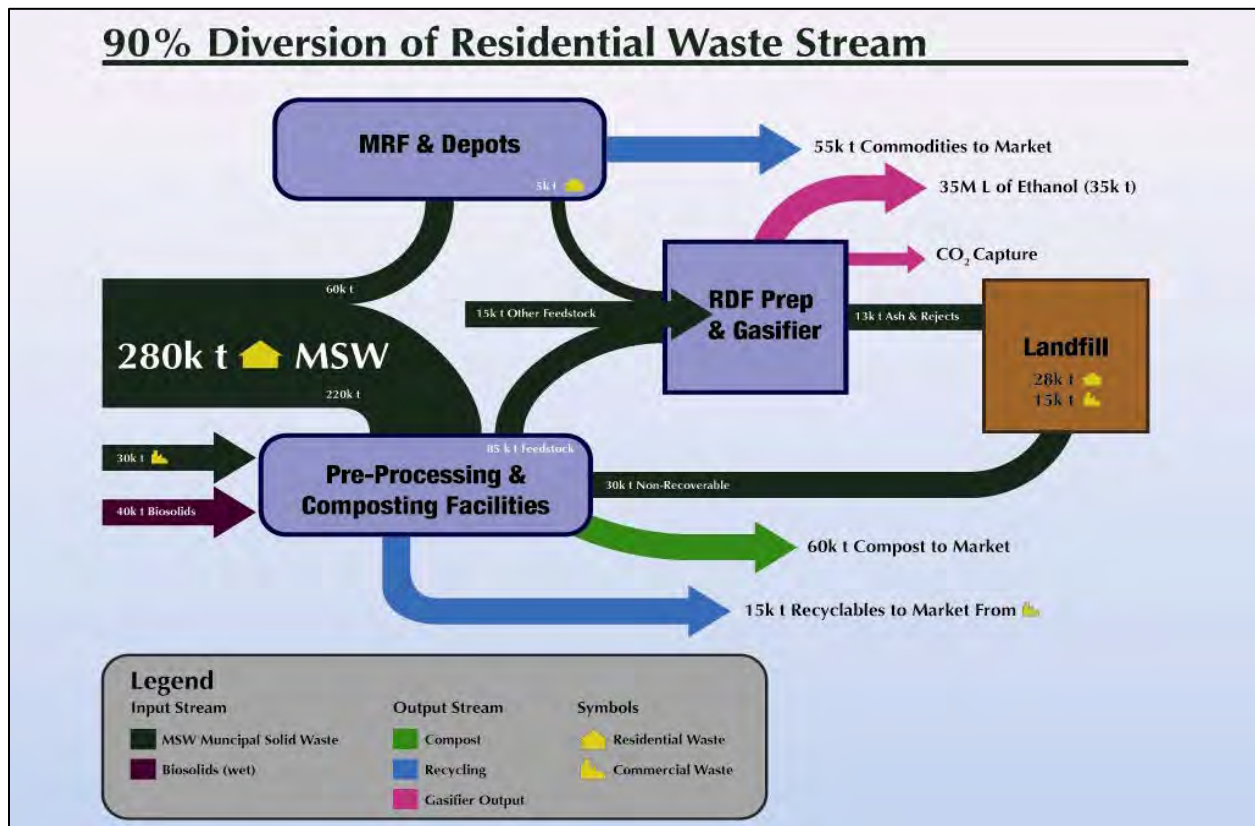 90% Diversion of Residential Waste Stream
MRF & Depots
5k t
55k t Commodities to Market
35M L of Ethanol (35k t)
CO₂ Capture
60k t
15k t Other Feedstock
RDF Prep
& Gasifier
13k t Ash & Rejects
Landfill
28k t
15k t
280k t MSW
220k t
85 k t Feedstock
30k t
Pre-Processing &
Composting Facilities
30k t Non-Recoverable
40k t Biosolids
60k t Compost to Market
15k t Recyclables to Market From
Legend
Input Stream
MSW Muncipal Solid Waste
Biosolids (wet)
Output Stream
Compost
Recycling
Gasifier Output
Symbols
Residential Waste
Commercial Waste